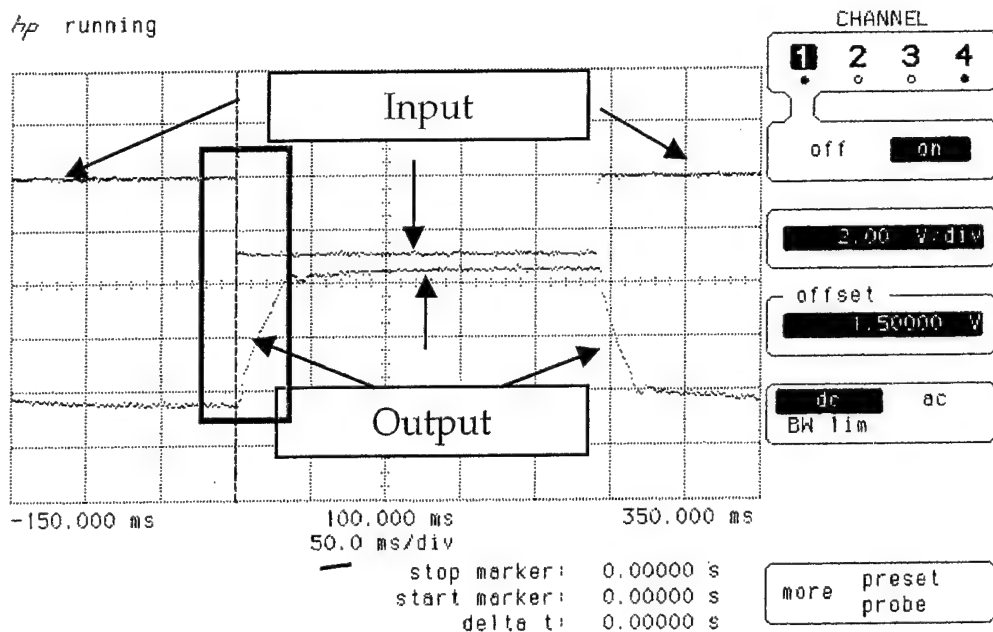 hp running
CHANNEL
1 2 3 4
Input
off on
2.00 V/div
offset
1.50000 V
dc ac
BW lim
Output
-150.000 ms 100.000 ms 350.000 ms
50.0 ms/div
stop marker: 0.00000 s
start marker: 0.00000 s
delta t: 0.00000 s
more preset
probe